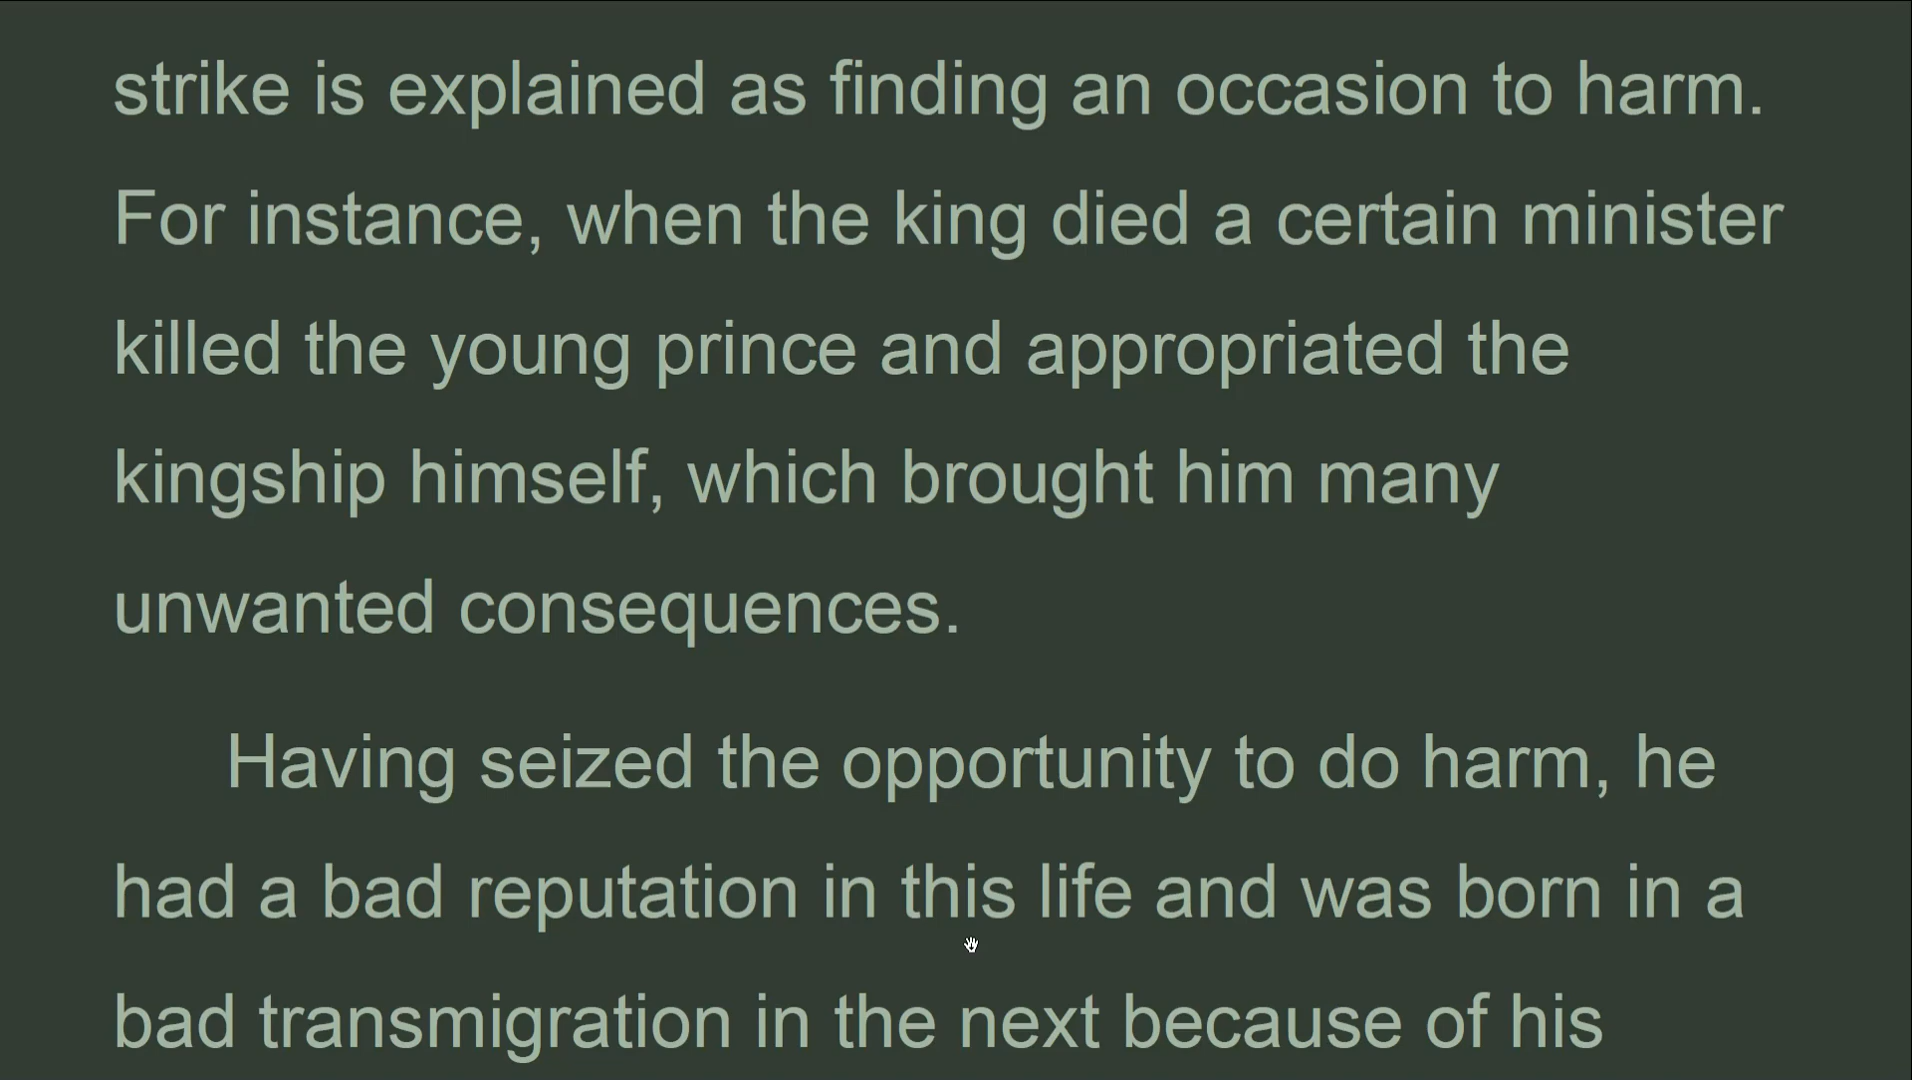 strike is explained as finding an occasion to harm.
For instance, when the king died a certain minister
killed the young prince and appropriated the
kingship himself, which brought him many
unwanted consequences.
Having seized the opportunity to do harm, he
had a bad reputation in this life and was born in a
bad transmigration in the next because of his